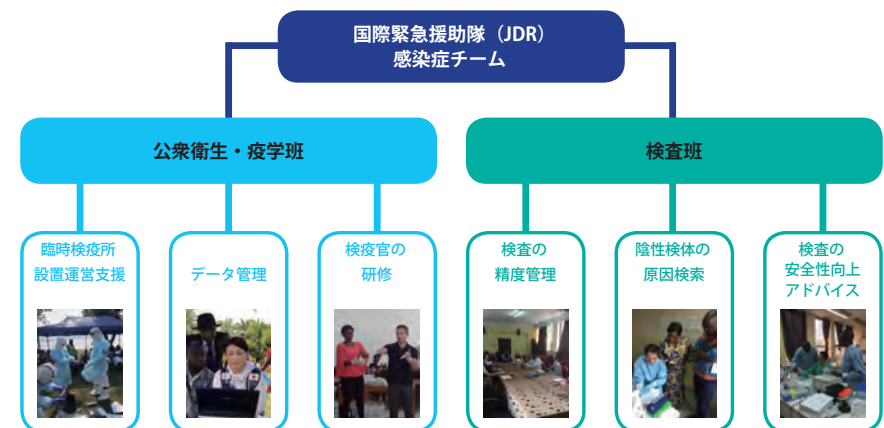 国際緊急援助隊（JDR）
感染症チーム
公衆衛生・疫学班
検査班
臨時検疫所
設置運営支援
データ管理
検疫官の
研修
検査の
精度管理
陰性検体の
原因検索
検査の
安全性向上
アドバイス